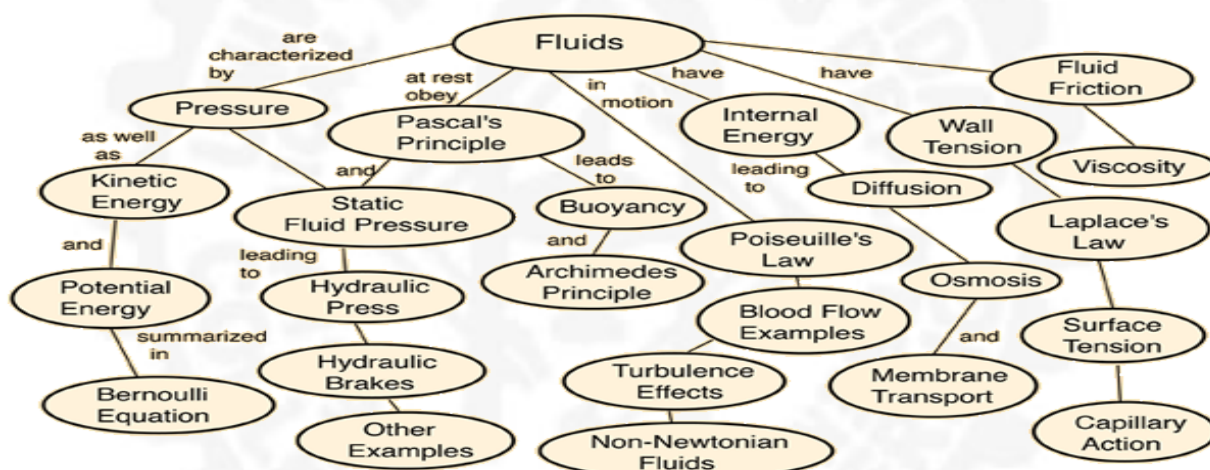 Fluids
are
characterized
by
at rest
obey
in
motion
have
have
Fluid
Friction
Pressure
Pascal's
Principle
Internal
Energy
Wall
Tension
Viscosity
as well
as
and
leads
to
leading
to
Kinetic
Energy
Static
Fluid Pressure
Buoyancy
Diffusion
Laplace's
Law
and
leading
to
and
Poiseuille's
Law
Potential
Energy
Hydraulic
Press
Archimedes
Principle
Osmosis
Blood Flow
Examples
summarized
in
and
Surface
Tension
Hydraulic
Brakes
Turbulence
Effects
Membrane
Transport
Bernoulli
Equation
Other
Examples
Non-Newtonian
Fluids
Capillary
Action